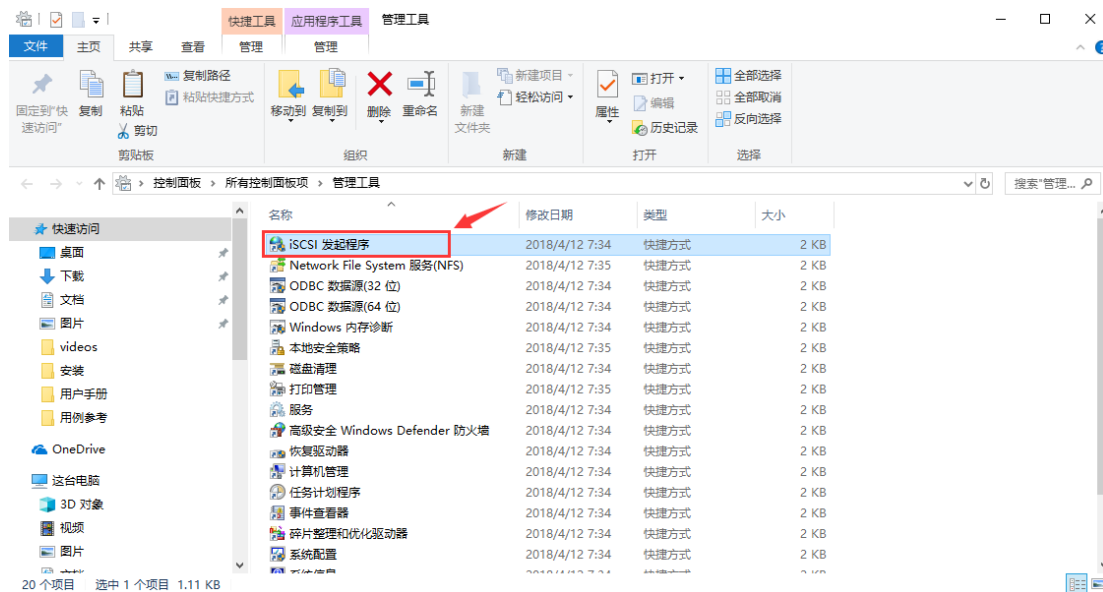 快捷工具 应用程序工具 管理工具
文件 主页 共享 查看 管理 管理
固定到"快速访问"
复制
粘贴
复制路径
粘贴快捷方式
剪切
剪贴板
移动到 复制到 删除 重命名
组织
新建文件夹
新建项目
轻松访问
新建
属性
打开
编辑
历史记录
打开
全部选择
全部取消
反向选择
选择
控制面板 › 所有控制面板项 › 管理工具
搜索"管理...
快速访问
桌面
下载
文档
图片
videos
安装
用户手册
用例参考
OneDrive
这台电脑
3D 对象
视频
图片
名称 修改日期 类型 大小
iSCSI 发起程序 2018/4/12 7:34 快捷方式 2 KB
Network File System 服务(NFS) 2018/4/12 7:35 快捷方式 2 KB
ODBC 数据源(32 位) 2018/4/12 7:34 快捷方式 2 KB
ODBC 数据源(64 位) 2018/4/12 7:34 快捷方式 2 KB
Windows 内存诊断 2018/4/12 7:34 快捷方式 2 KB
本地安全策略 2018/4/12 7:35 快捷方式 2 KB
磁盘清理 2018/4/12 7:34 快捷方式 2 KB
打印管理 2018/4/12 7:35 快捷方式 2 KB
服务 2018/4/12 7:34 快捷方式 2 KB
高级安全 Windows Defender 防火墙 2018/4/12 7:34 快捷方式 2 KB
恢复驱动器 2018/4/12 7:34 快捷方式 2 KB
计算机管理 2018/4/12 7:34 快捷方式 2 KB
任务计划程序 2018/4/12 7:34 快捷方式 2 KB
事件查看器 2018/4/12 7:34 快捷方式 2 KB
碎片整理和优化驱动器 2018/4/12 7:34 快捷方式 2 KB
系统配置 2018/4/12 7:34 快捷方式 2 KB
20 个项目 选中 1 个项目 1.11 KB